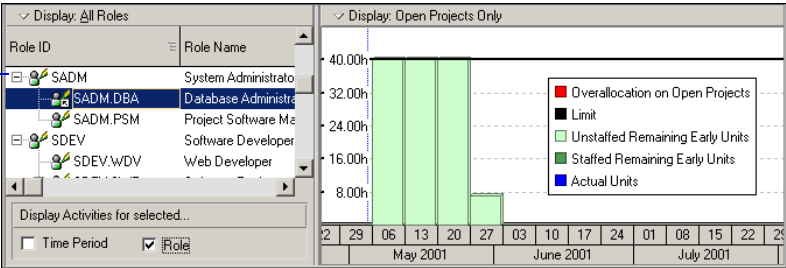 Display: All Roles
Role ID Role Name
SADM System Administrato
SADM.DBA Database Administra
SADM.PSM Project Software Ma
SDEV Software Developer
SDEV.WDV Web Developer
Display Activities for selected...
Time Period Role
Display: Open Projects Only
40.00h
32.00h
24.00h
16.00h
8.00h
Overallocation on Open Projects
Limit
Unstaffed Remaining Early Units
Staffed Remaining Early Units
Actual Units
22 29 06 13 20 27 03 10 17 24 01 08 15 22 29
May 2001 June 2001 July 2001